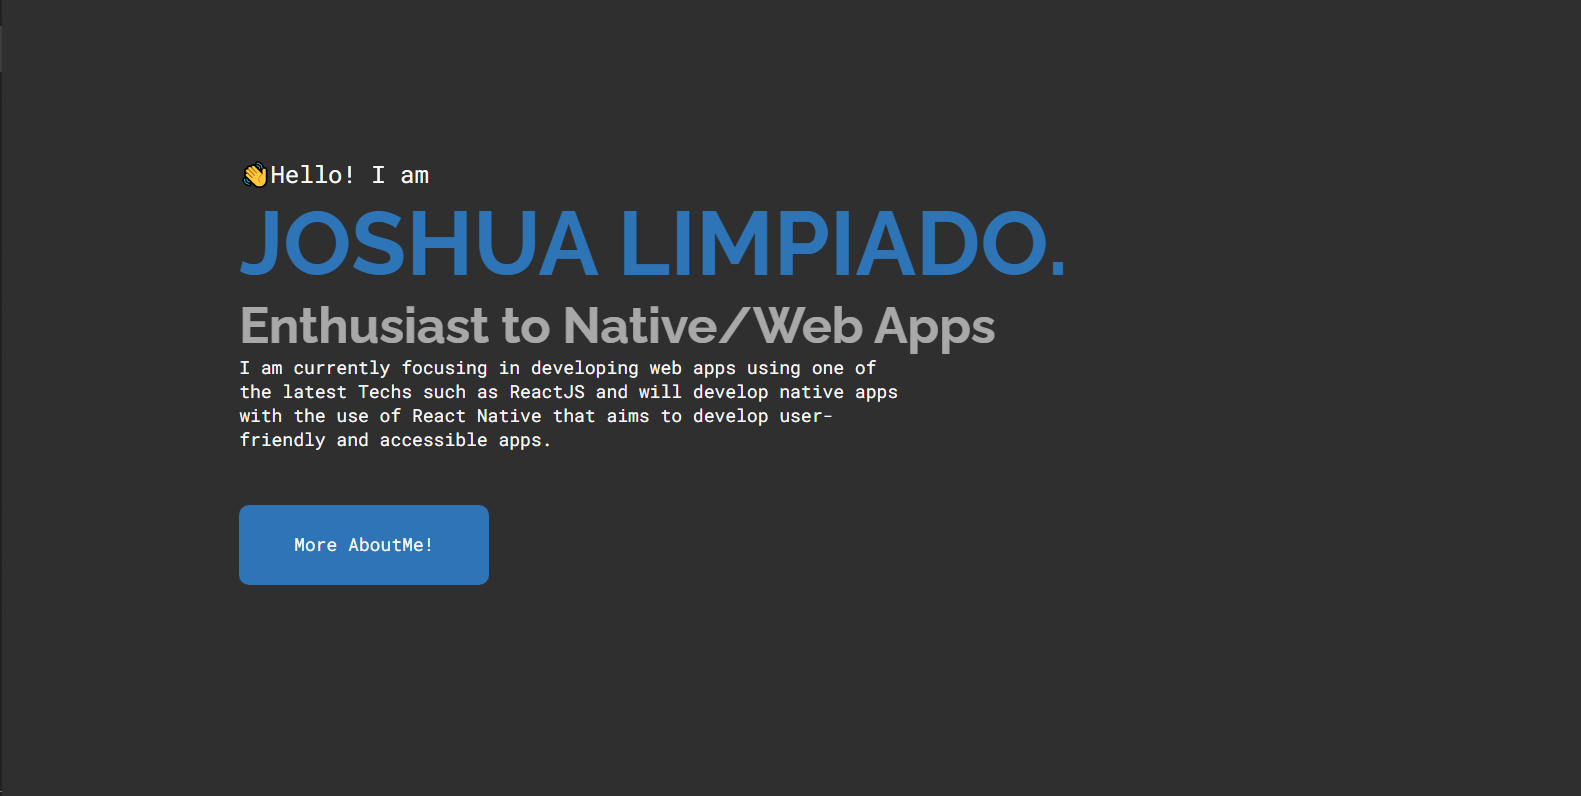 👋Hello! I am
JOSHUA LIMPIADO.
Enthusiast to Native/Web Apps
I am currently focusing in developing web apps using one of
the latest Techs such as ReactJS and will develop native apps
with the use of React Native that aims to develop user-
friendly and accessible apps.
More AboutMe!